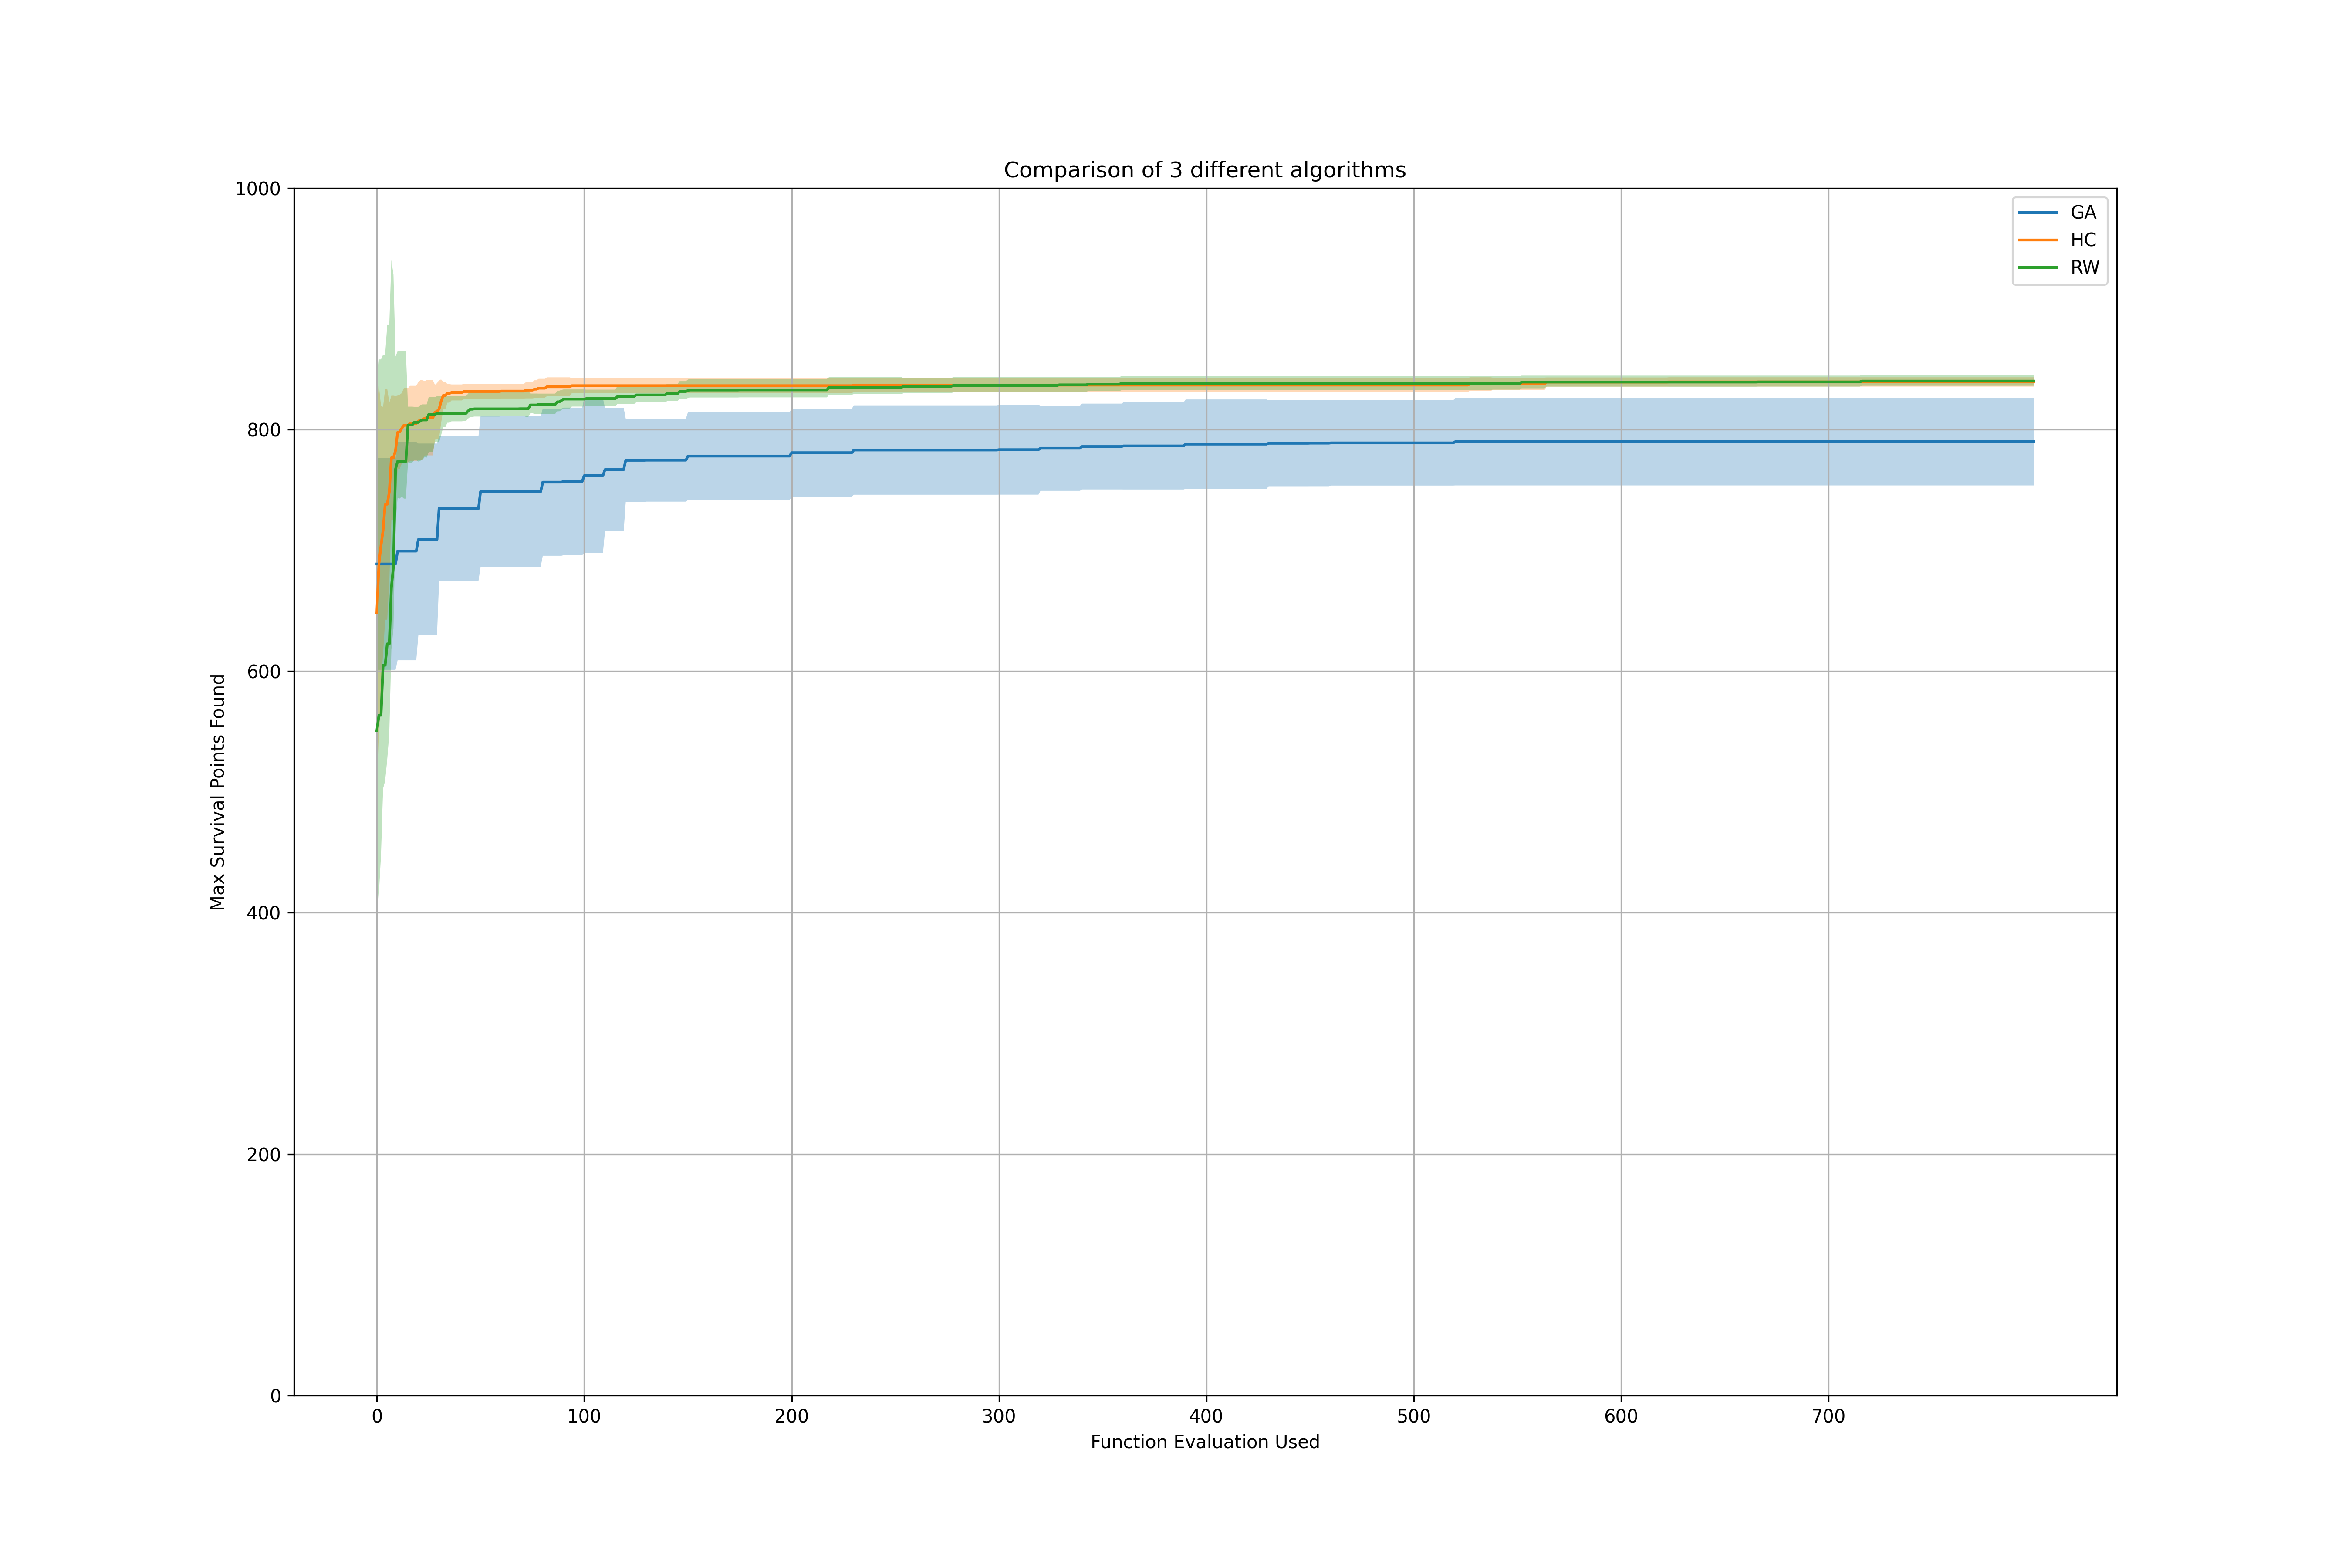 Comparison of 3 different algorithms
1000
800
600
400
200
0
Max Survival Points Found
GA
HC
RW
0 100 200 300 400 500 600 700
Function Evaluation Used